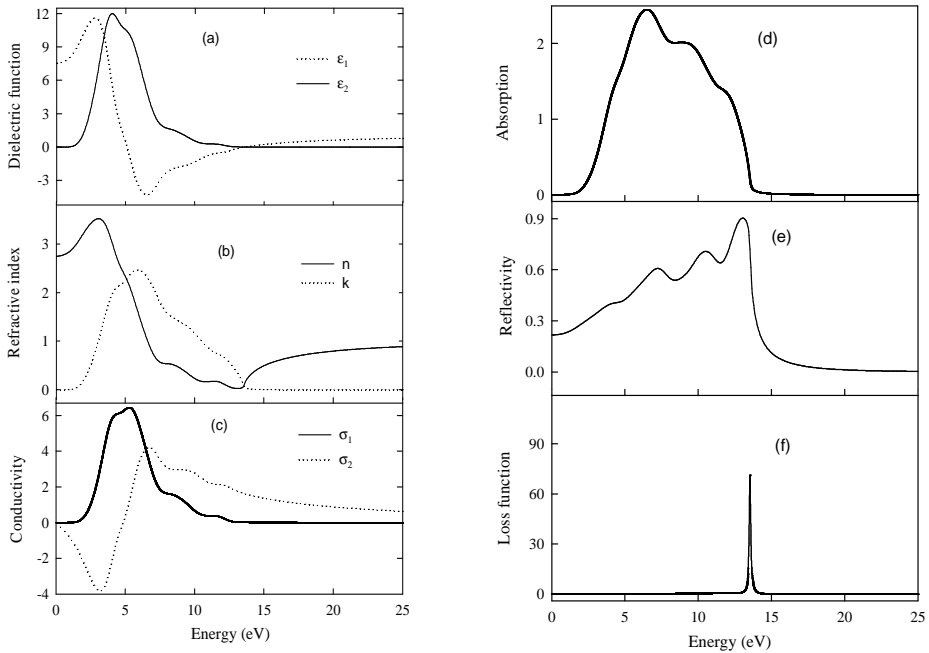 12
9
6
3
0
-3
Dielectric function
(a)
ε1
ε2
3
2
1
0
Refractive index
(b)
n
k
6
4
2
0
-2
-4
Conductivity
(c)
σ1
σ2
0 5 10 15 20 25
Energy (eV)
2
1
0
Absorption
(d)
0.9
0.6
0.3
0.0
Reflectivity
(e)
90
60
30
0
Loss function
(f)
0 5 10 15 20 25
Energy (eV)